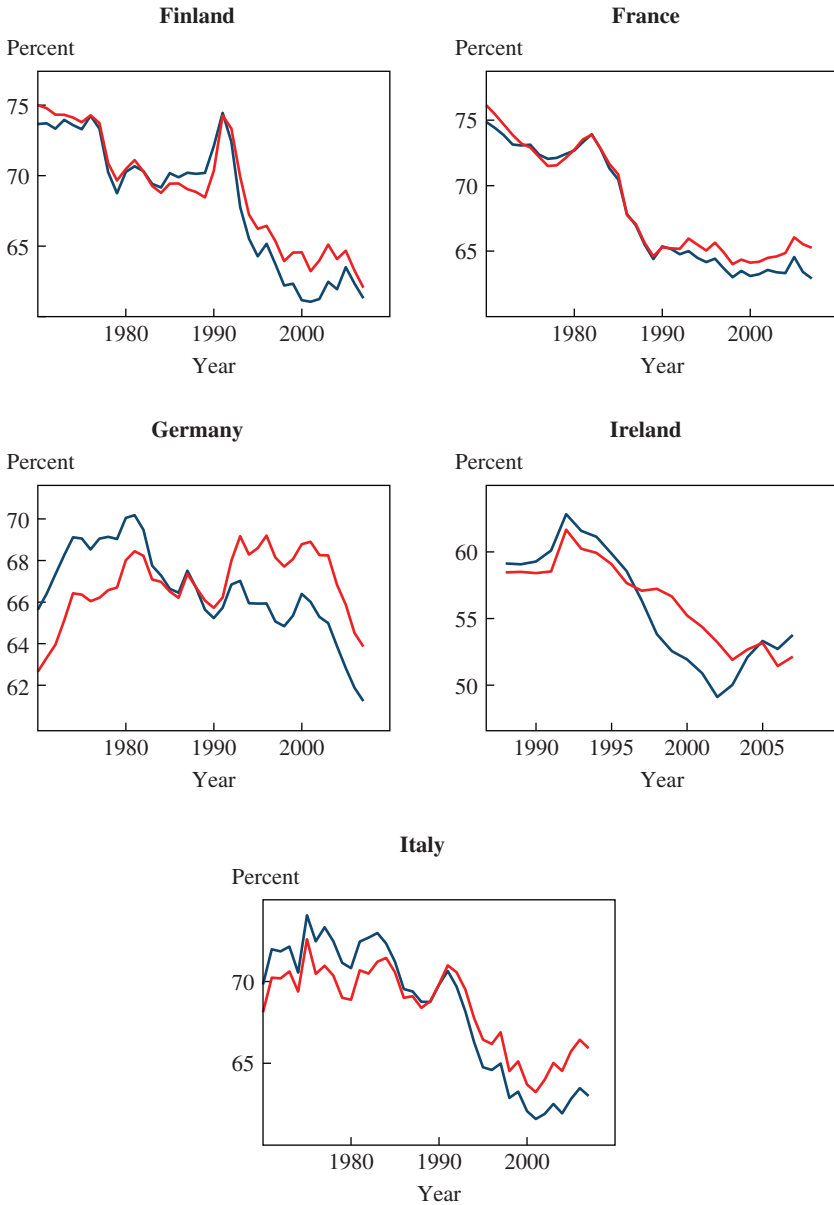 Finland
Percent
75
70
65
1980 1990 2000
Year
France
Percent
75
70
65
1980 1990 2000
Year
Germany
Percent
70
68
66
64
62
1980 1990 2000
Year
Ireland
Percent
60
55
50
1990 1995 2000 2005
Year
Italy
Percent
70
65
1980 1990 2000
Year